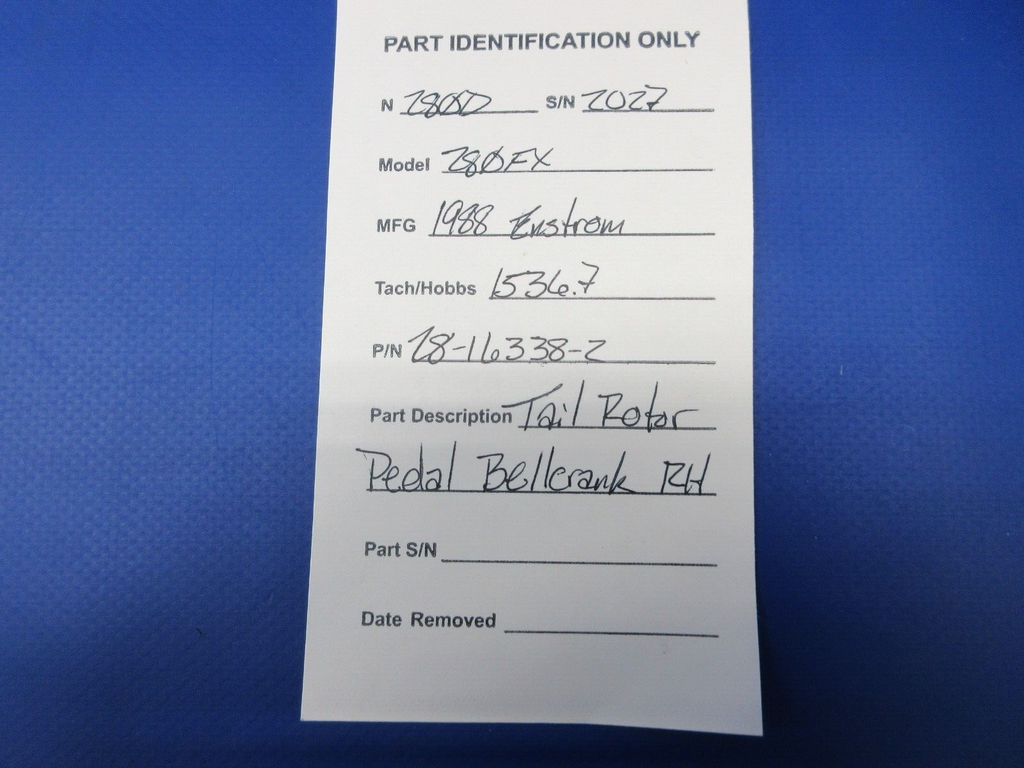 PART IDENTIFICATION ONLY
N 280SD S/N 2027
Model 280FX
MFG 1988 Enstrom
Tach/Hobbs 1536.7
P/N 28-16338-2
Part Description Tail Rotor
Pedal Bellcrank RH
Part S/N
Date Removed